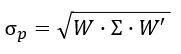 σₚ = √(W · Σ · W′)